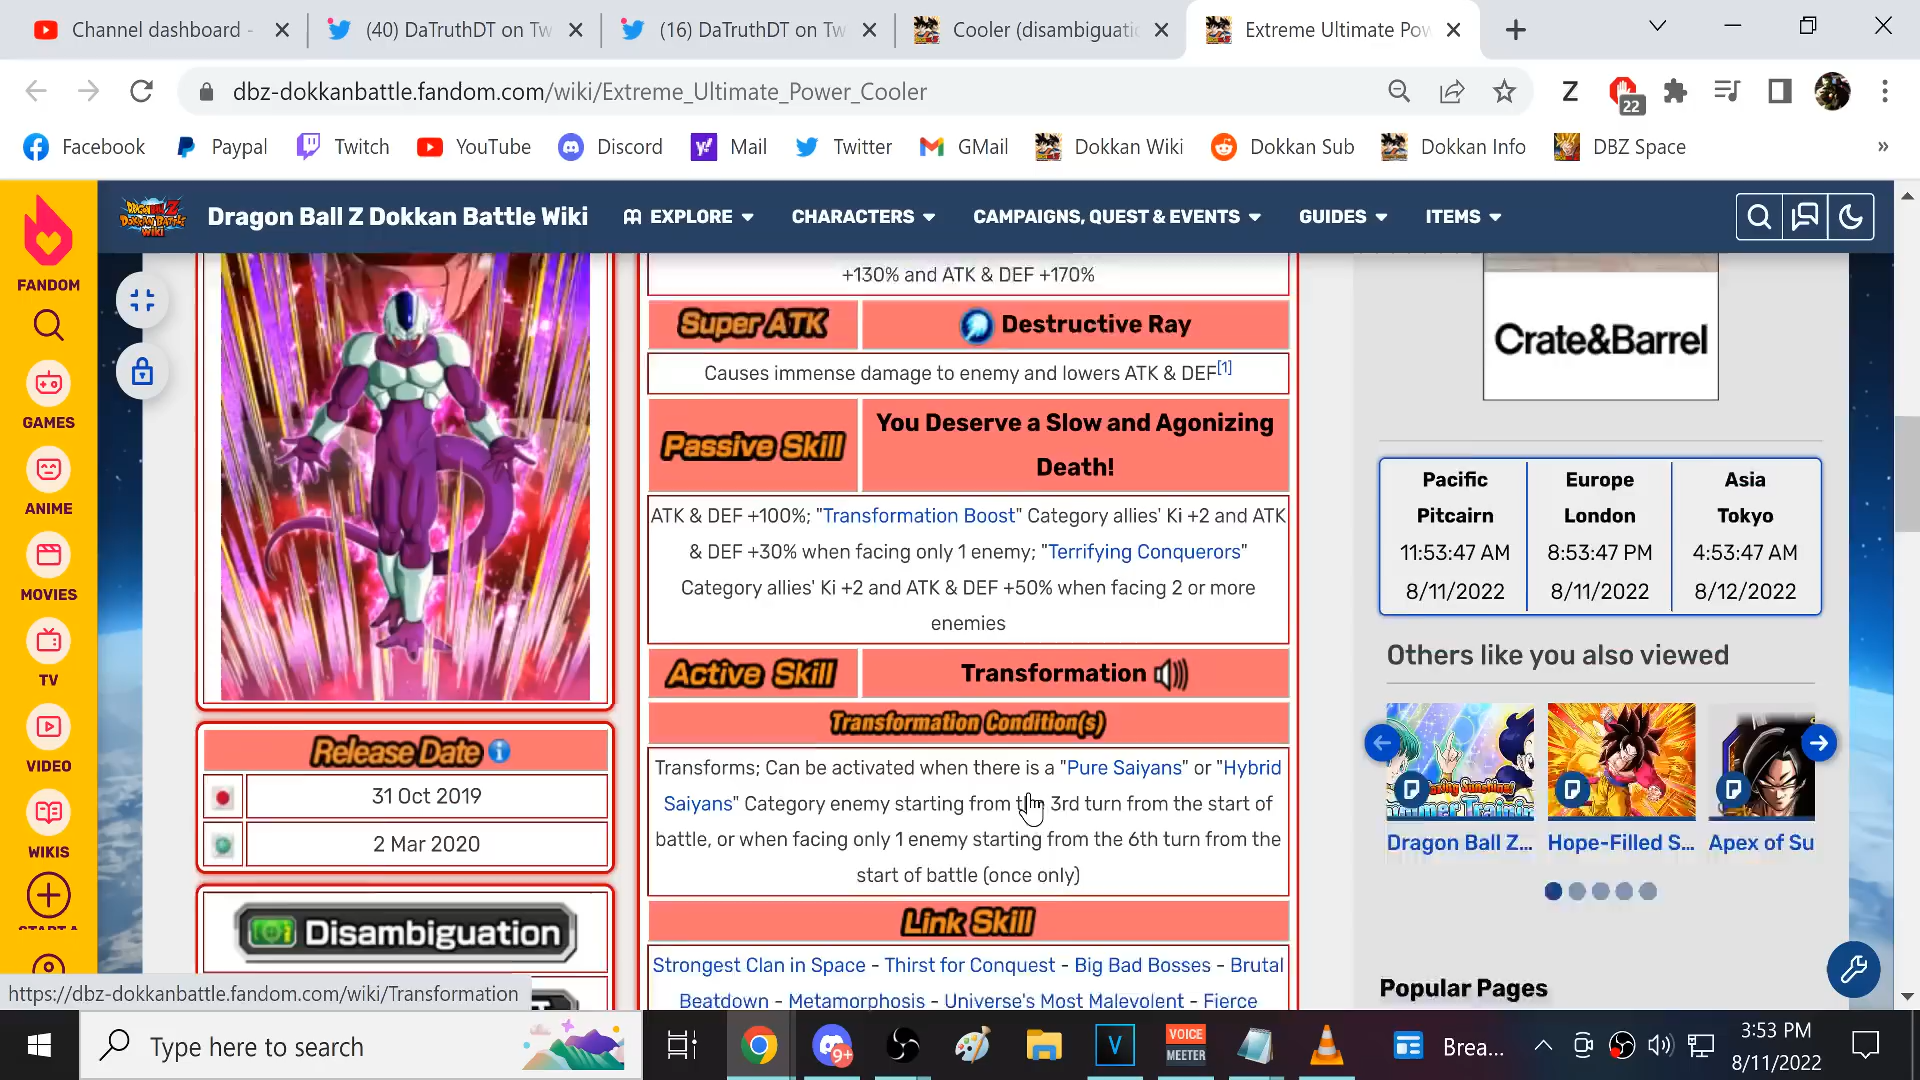 Channel dashboard -
(40) DaTruthDT on Tw
(16) DaTruthDT on Tw
Cooler (disambiguati
Extreme Ultimate Pow
dbz-dokkanbattle.fandom.com/wiki/Extreme_Ultimate_Power_Cooler
Z
22
Facebook
Paypal
Twitch
YouTube
Discord
Mail
Twitter
GMail
Dokkan Wiki
Dokkan Sub
Dokkan Info
DBZ Space
»
Dragon Ball Z Dokkan Battle Wiki
EXPLORE
CHARACTERS
CAMPAIGNS, QUEST & EVENTS
GUIDES
ITEMS
FANDOM
GAMES
ANIME
MOVIES
TV
VIDEO
WIKIS
START A
Release Date
31 Oct 2019
2 Mar 2020
Disambiguation
+130% and ATK & DEF +170%
Super ATK
Destructive Ray
Causes immense damage to enemy and lowers ATK & DEF[1]
Passive Skill
You Deserve a Slow and Agonizing
Death!
ATK & DEF +100%; "Transformation Boost" Category allies' Ki +2 and ATK
& DEF +30% when facing only 1 enemy; "Terrifying Conquerors"
Category allies' Ki +2 and ATK & DEF +50% when facing 2 or more
enemies
Active Skill
Transformation
Transformation Condition(s)
Transforms; Can be activated when there is a "Pure Saiyans" or "Hybrid
Saiyans" Category enemy starting from the 3rd turn from the start of
battle, or when facing only 1 enemy starting from the 6th turn from the
start of battle (once only)
Link Skill
Strongest Clan in Space - Thirst for Conquest - Big Bad Bosses - Brutal
Beatdown - Metamorphosis - Universe's Most Malevolent - Fierce
Crate&Barrel
Pacific
Pitcairn
11:53:47 AM
8/11/2022
Europe
London
8:53:47 PM
8/11/2022
Asia
Tokyo
4:53:47 AM
8/12/2022
Others like you also viewed
Dragon Ball Z...
Hope-Filled S...
Apex of Su
Popular Pages
https://dbz-dokkanbattle.fandom.com/wiki/Transformation
Type here to search
9+
V
VOICE
MEETER
Brea...
3:53 PM
8/11/2022